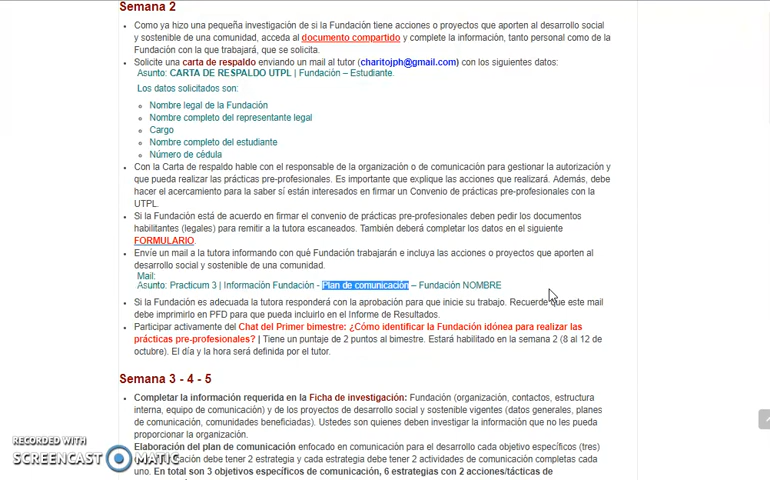 Semana 2
Como ya hizo una pequeña investigación de si la Fundación tiene acciones o proyectos que aporten al desarrollo social
y sostenible de una comunidad, acceda al documento compartido y complete la información, tanto personal como de la
Fundación con la que trabajará, que se solicita.
Solicite una carta de respaldo enviando un mail al tutor (charitojph@gmail.com) con los siguientes datos:
Asunto: CARTA DE RESPALDO UTPL | Fundación – Estudiante.
Los datos solicitados son:
Nombre legal de la Fundación
Nombre completo del representante legal
Cargo
Nombre completo del estudiante
Número de cédula
Con la Carta de respaldo hable con el responsable de la organización o de comunicación para gestionar la autorización y
que pueda realizar las prácticas pre-profesionales. Es importante que explique las acciones que realizará. Además, debe
hacer el acercamiento para la saber sí están interesados en firmar un Convenio de prácticas pre-profesionales con la
UTPL.
Si la Fundación está de acuerdo en firmar el convenio de prácticas pre-profesionales deben pedir los documentos
habilitantes (legales) para remitir a la tutora escaneados. También deberá completar los datos en el siguiente
FORMULARIO.
Envíe un mail a la tutora informando con qué Fundación trabajarán e incluya las acciones o proyectos que aporten al
desarrollo social y sostenible de una comunidad.
Mail:
Asunto: Practicum 3 | Información Fundación - Plan de comunicación – Fundación NOMBRE
Si la Fundación es adecuada la tutora responderá con la aprobación para que inicie su trabajo. Recuerde que este mail
debe imprimirlo en PFD para que pueda incluirlo en el Informe de Resultados.
Participar activamente del Chat del Primer bimestre: ¿Cómo identificar la Fundación idónea para realizar las
prácticas pre-profesionales? | Tiene un puntaje de 2 puntos al bimestre. Estará habilitado en la semana 2 (8 al 12 de
octubre). El día y la hora será definida por el tutor.
Semana 3 - 4 - 5
Completar la información requerida en la Ficha de investigación: Fundación (organización, contactos, estructura
interna, equipo de comunicación) y de los proyectos de desarrollo social y sostenible vigentes (datos generales, planes
de comunicación, comunidades beneficiadas). Ustedes son quienes deben investigar la información que no les pueda
proporcionar la organización.
Elaboración del plan de comunicación enfocado en comunicación para el desarrollo cada objetivo específicos (tres)
debe tener 2 estrategia y cada estrategia debe tener 2 actividades de comunicación completas cada
uno. En total son 3 objetivos específicos de comunicación, 6 estrategias con 2 acciones/tácticas de
RECORDED WITH
SCREENCAST MATIC